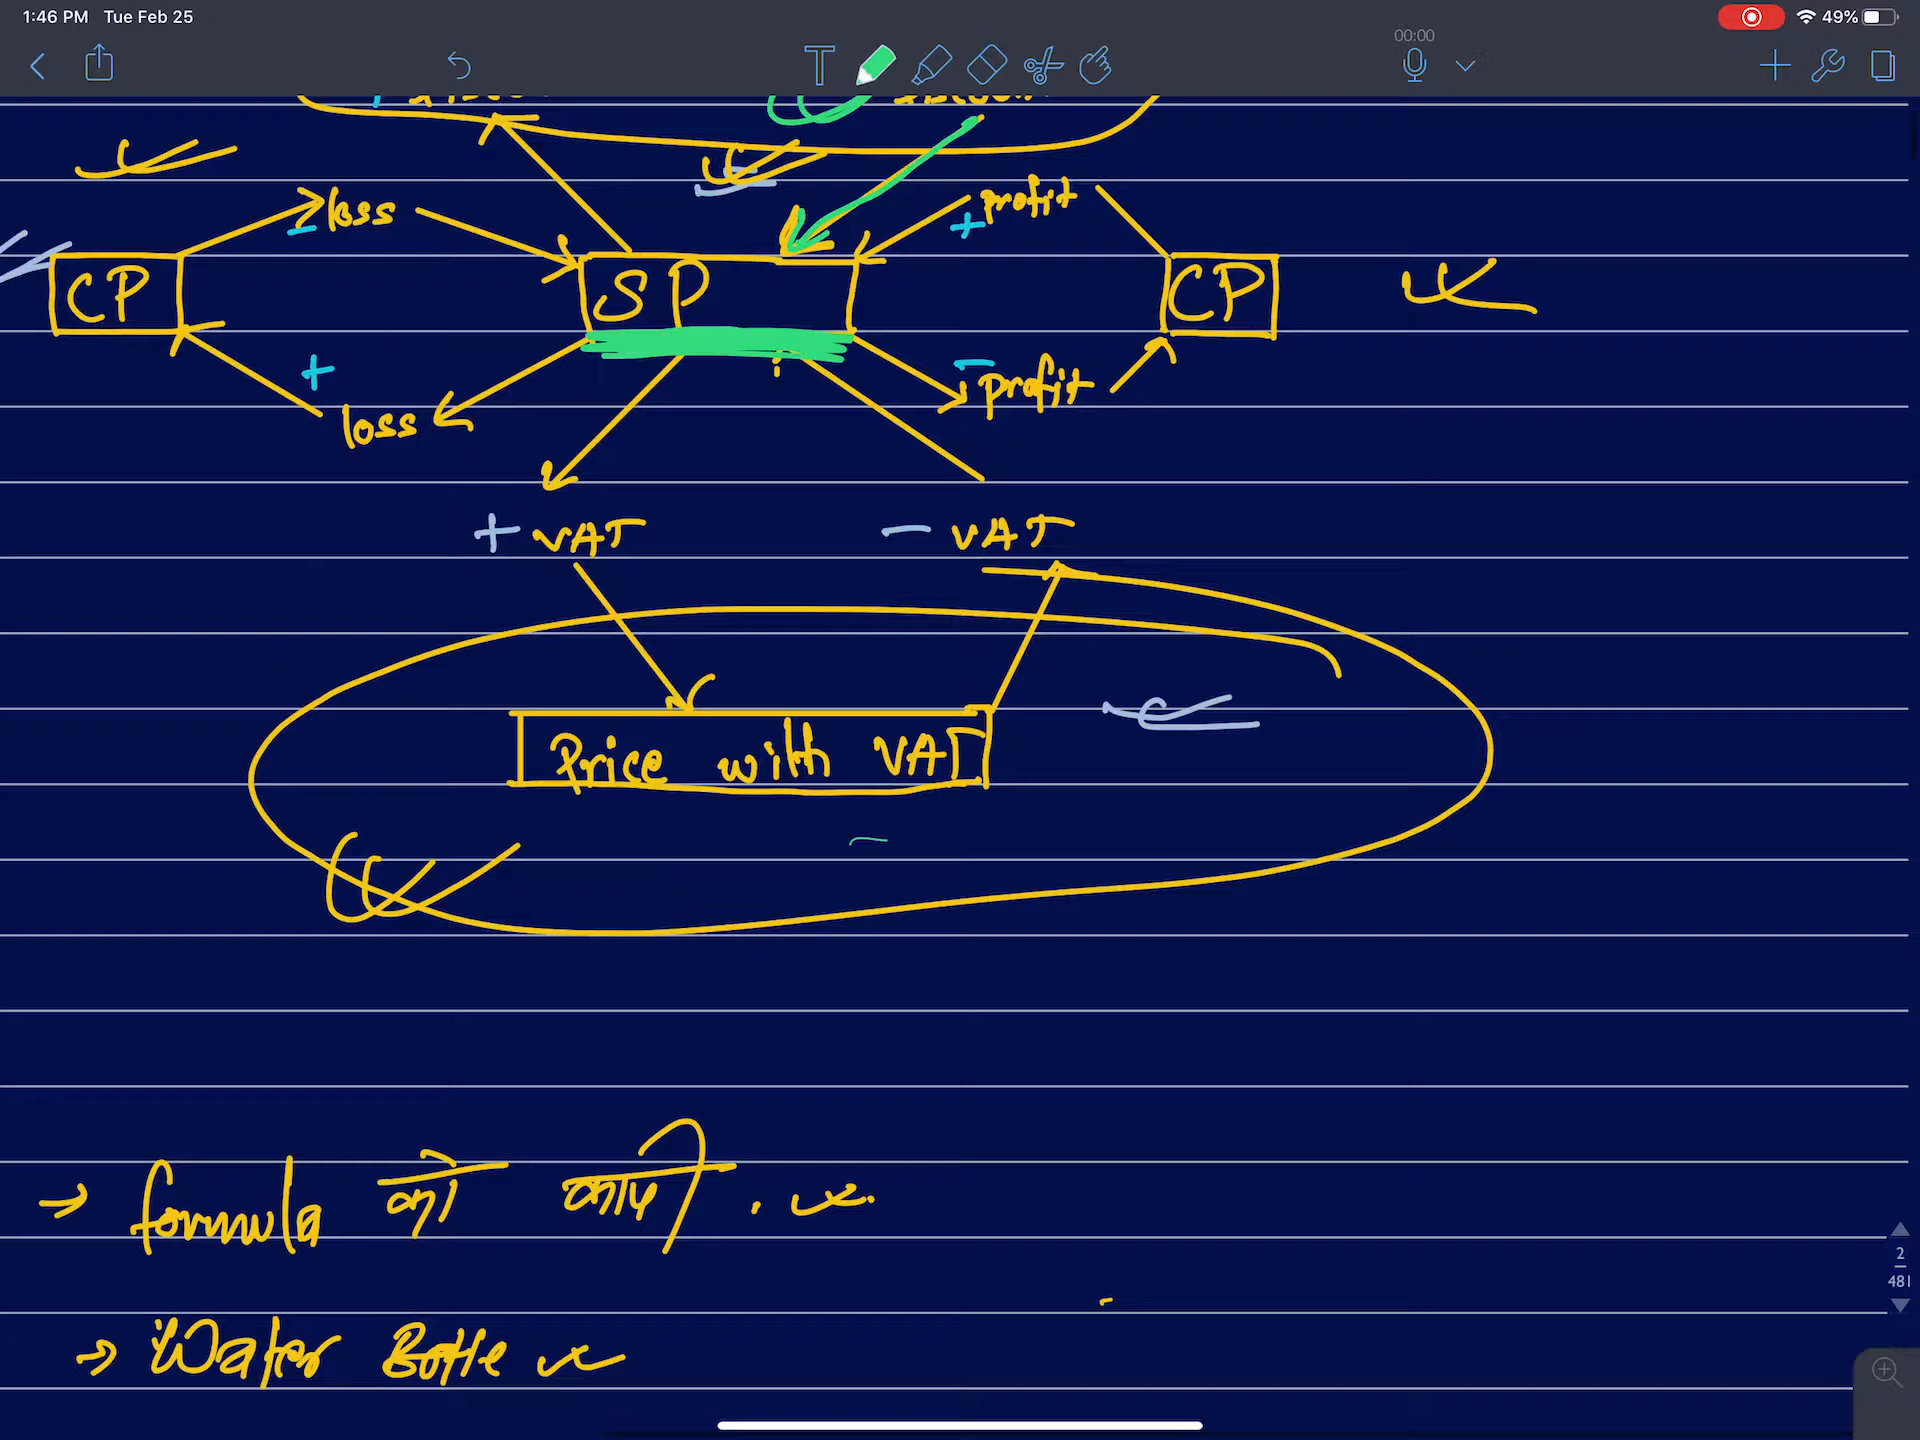 1:46 PM Tue Feb 25
49%
00:00
loss
profit
CP
SP
CP
loss
profit
+ VAT
- VAT
Price with VAT
→ formula
2
481
→ Water Bottle